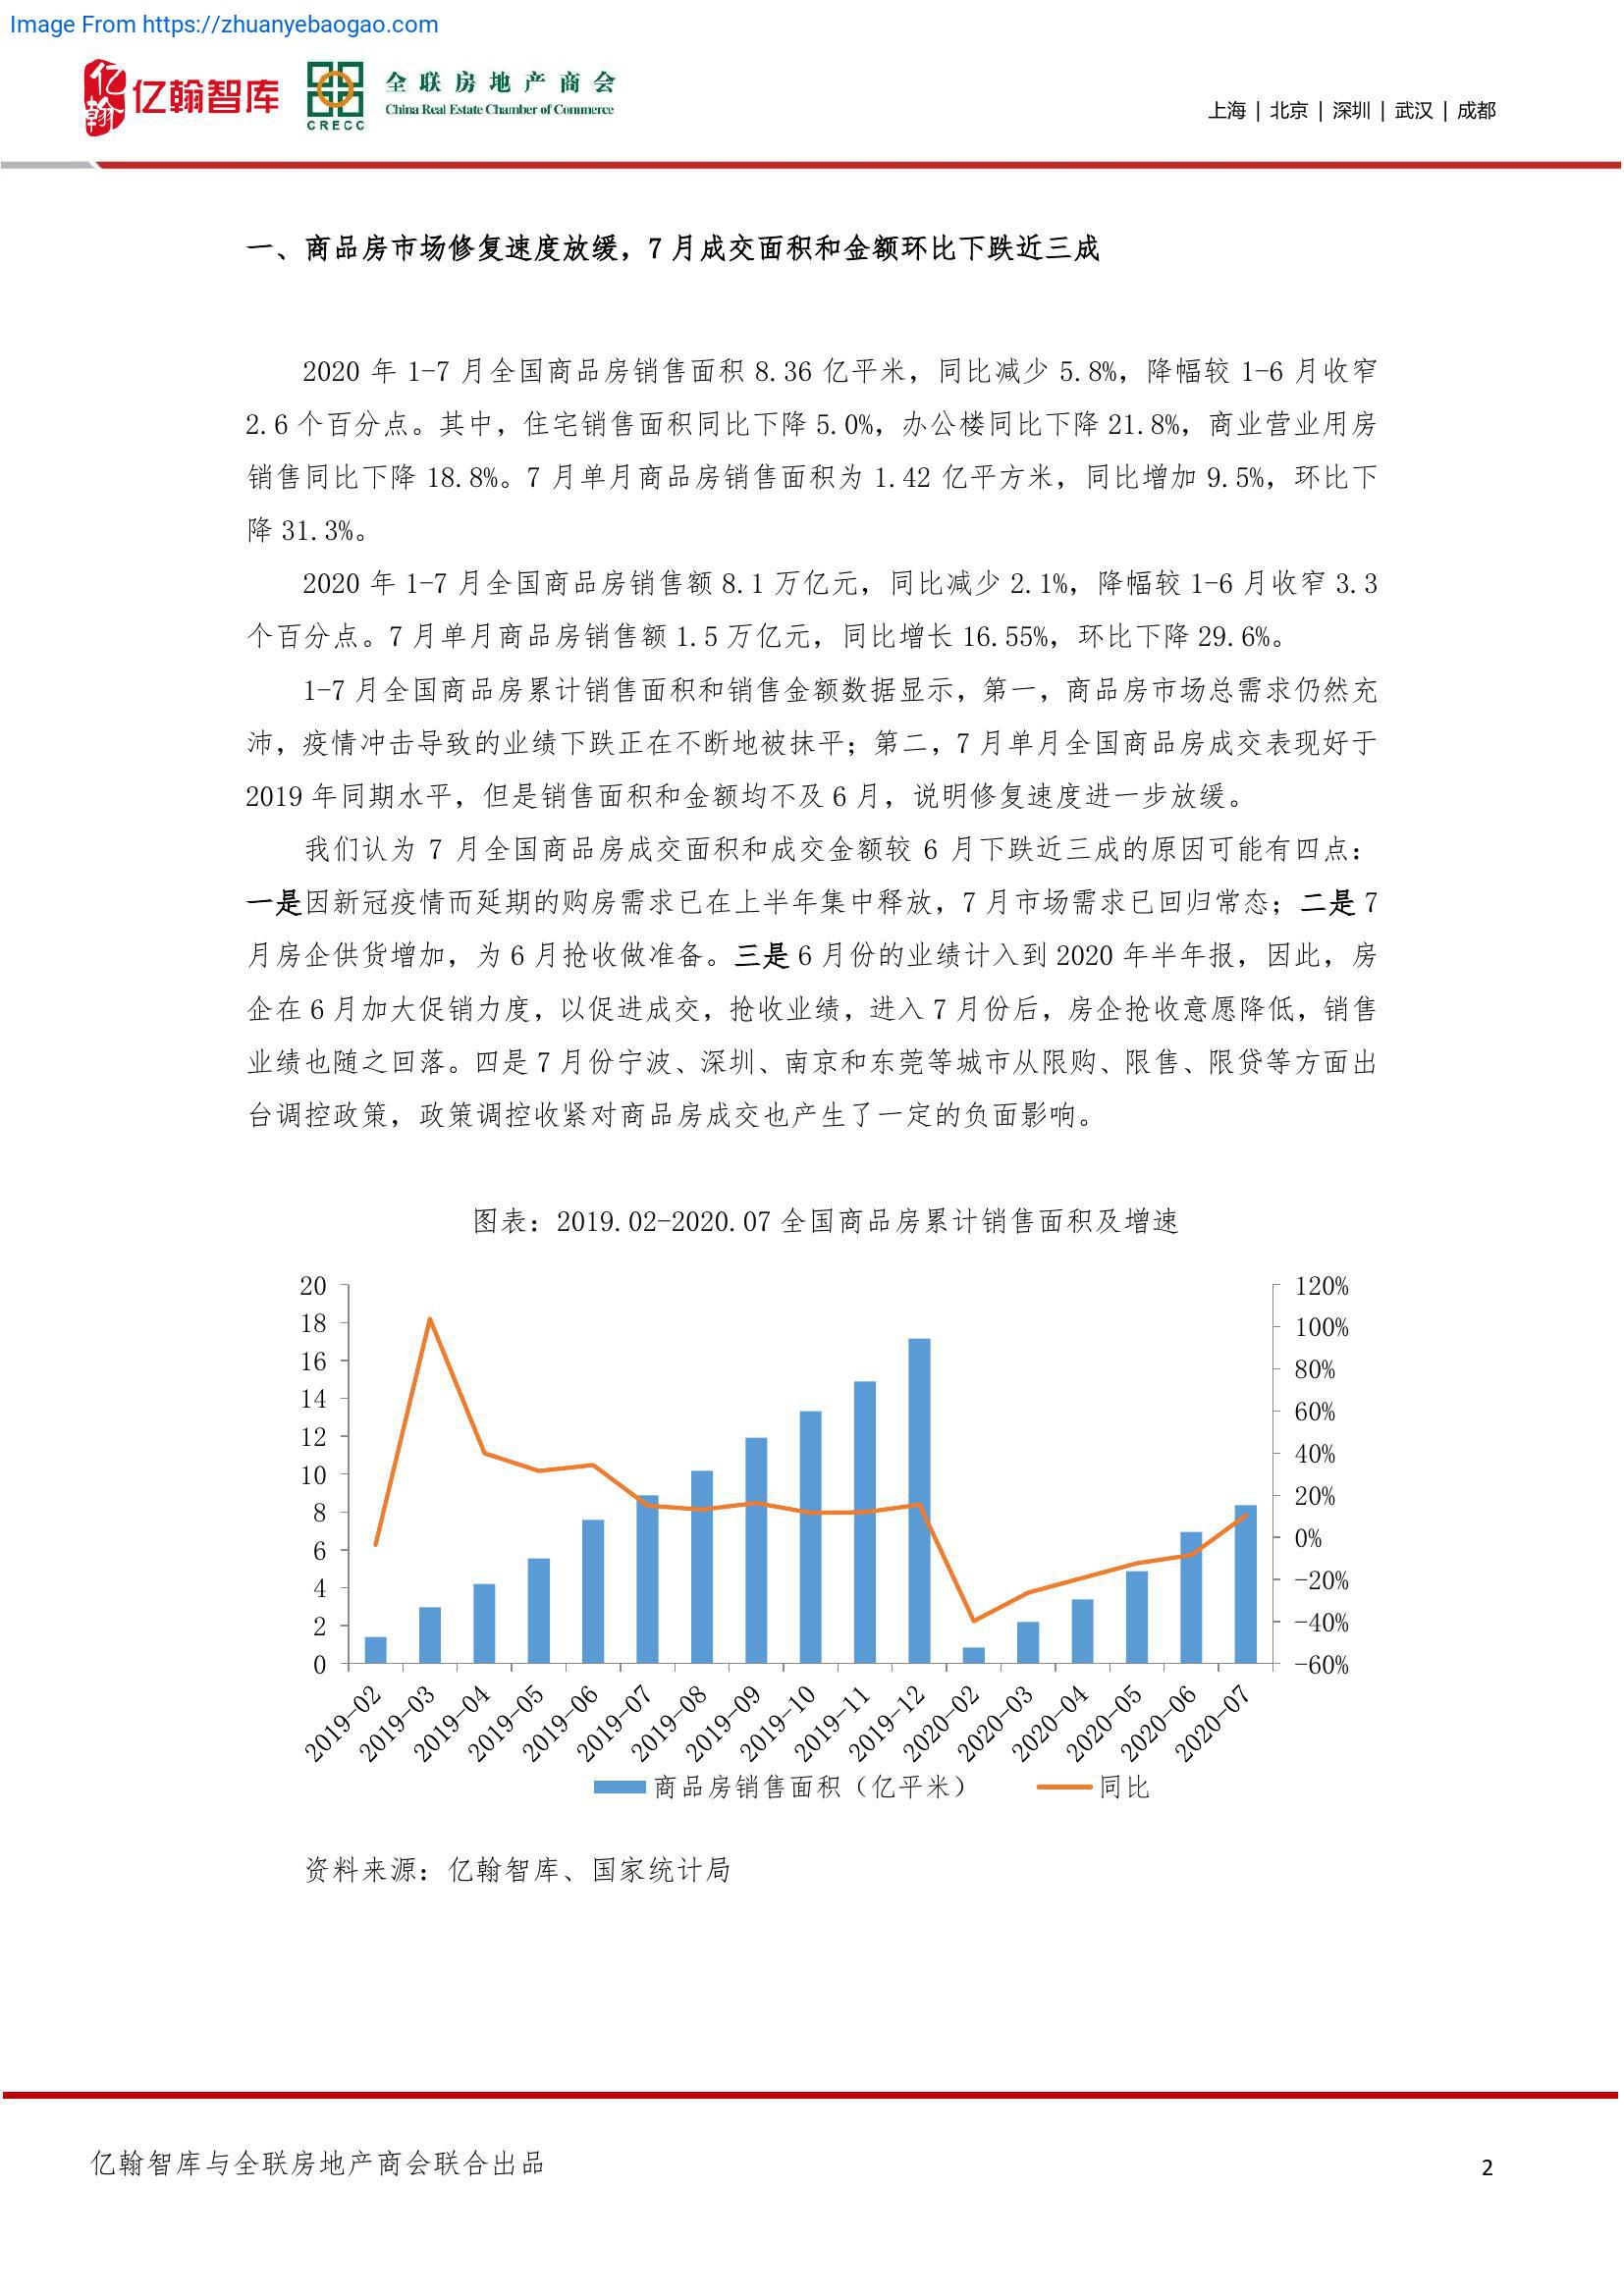 Image From https://zhuanyebaogao.com
亿翰
亿翰智库
CRECC
全联房地产商会
China Real Estate Chamber of Commerce
上海 | 北京 | 深圳 | 武汉 | 成都
一、商品房市场修复速度放缓，7 月成交面积和金额环比下跌近三成
2020 年 1-7 月全国商品房销售面积 8.36 亿平米，同比减少 5.8%，降幅较 1-6 月收窄
2.6 个百分点。其中，住宅销售面积同比下降 5.0%，办公楼同比下降 21.8%，商业营业用房
销售同比下降 18.8%。7 月单月商品房销售面积为 1.42 亿平方米，同比增加 9.5%，环比下
降 31.3%。
2020 年 1-7 月全国商品房销售额 8.1 万亿元，同比减少 2.1%，降幅较 1-6 月收窄 3.3
个百分点。7 月单月商品房销售额 1.5 万亿元，同比增长 16.55%，环比下降 29.6%。
1-7 月全国商品房累计销售面积和销售金额数据显示，第一，商品房市场总需求仍然充
沛，疫情冲击导致的业绩下跌正在不断地被抹平；第二，7 月单月全国商品房成交表现好于
2019 年同期水平，但是销售面积和金额均不及 6 月，说明修复速度进一步放缓。
我们认为 7 月全国商品房成交面积和成交金额较 6 月下跌近三成的原因可能有四点：
一是因新冠疫情而延期的购房需求已在上半年集中释放，7 月市场需求已回归常态；二是 7
月房企供货增加，为 6 月抢收做准备。三是 6 月份的业绩计入到 2020 年半年报，因此，房
企在 6 月加大促销力度，以促进成交，抢收业绩，进入 7 月份后，房企抢收意愿降低，销售
业绩也随之回落。四是 7 月份宁波、深圳、南京和东莞等城市从限购、限售、限贷等方面出
台调控政策，政策调控收紧对商品房成交也产生了一定的负面影响。
图表：2019.02-2020.07 全国商品房累计销售面积及增速
20
18
16
14
12
10
8
6
4
2
0
120%
100%
80%
60%
40%
20%
0%
-20%
-40%
-60%
2019-02
2019-03
2019-04
2019-05
2019-06
2019-07
2019-08
2019-09
2019-10
2019-11
2019-12
2020-02
2020-03
2020-04
2020-05
2020-06
2020-07
商品房销售面积（亿平米）
同比
资料来源：亿翰智库、国家统计局
亿翰智库与全联房地产商会联合出品
2